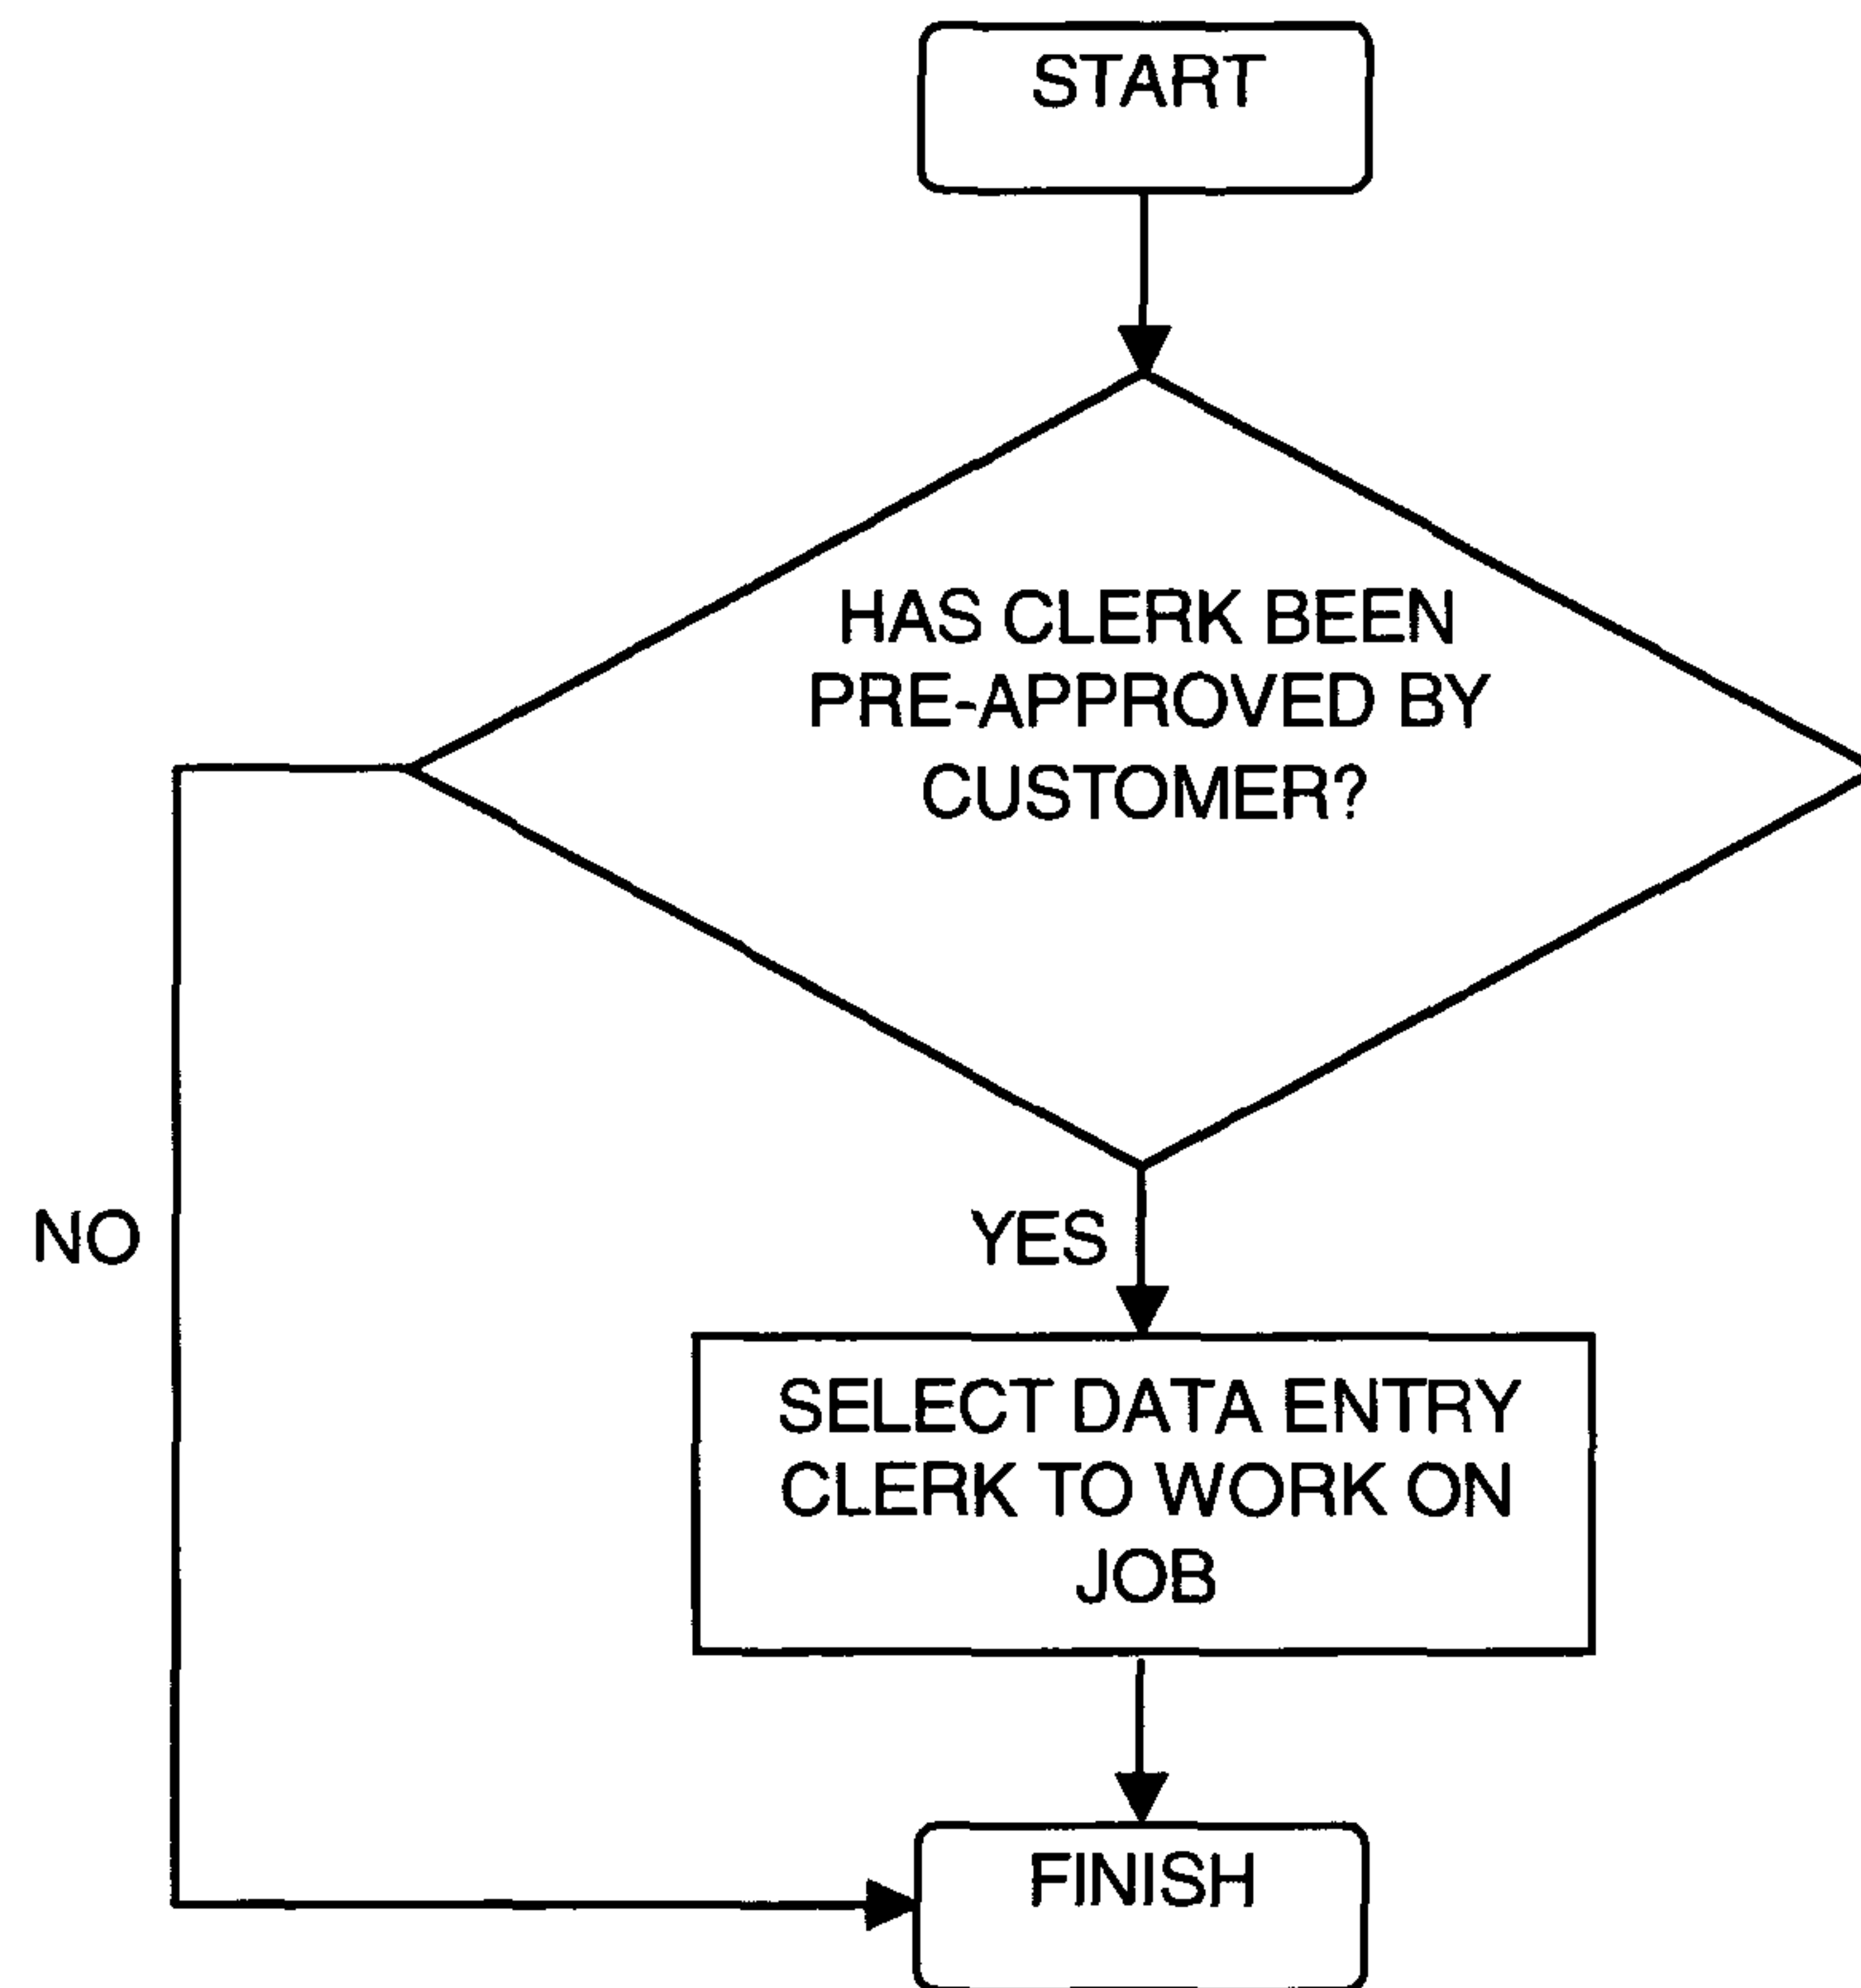 START
HAS CLERK BEEN
PRE-APPROVED BY
CUSTOMER?
NO
YES
SELECT DATA ENTRY
CLERK TO WORK ON
JOB
FINISH